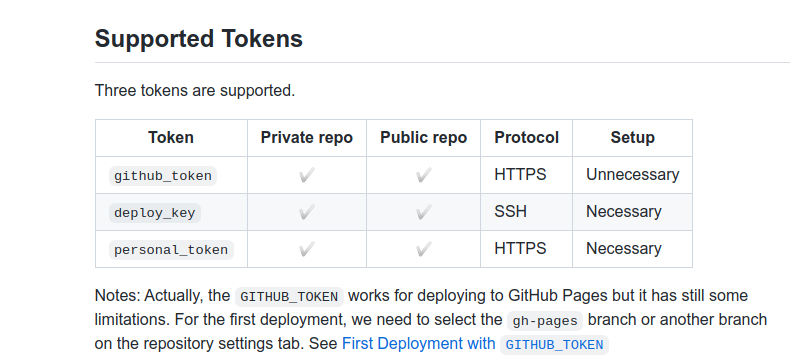 Supported Tokens
Three tokens are supported.
Token Private repo Public repo Protocol Setup
github_token ✔ ✔ HTTPS Unnecessary
deploy_key ✔ ✔ SSH Necessary
personal_token ✔ ✔ HTTPS Necessary
Notes: Actually, the GITHUB_TOKEN works for deploying to GitHub Pages but it has still some
limitations. For the first deployment, we need to select the gh-pages branch or another branch
on the repository settings tab. See First Deployment with GITHUB_TOKEN